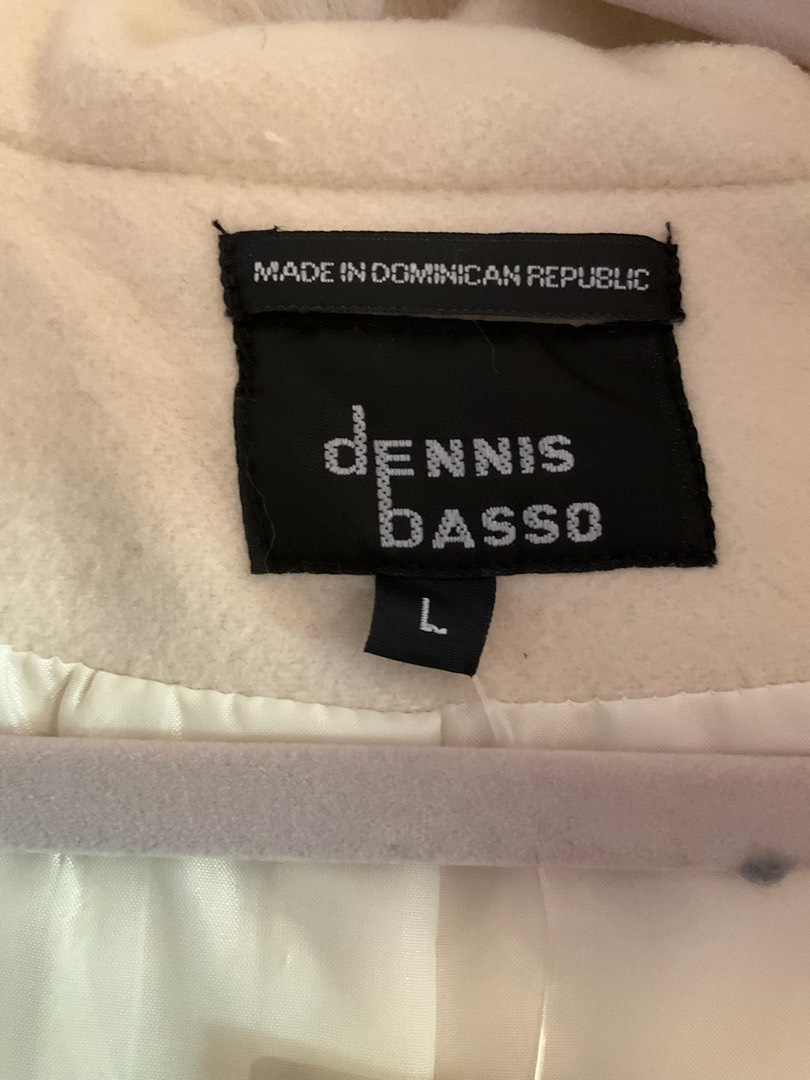 MADE IN DOMINICAN REPUBLIC
dENNIS
bASSO
L